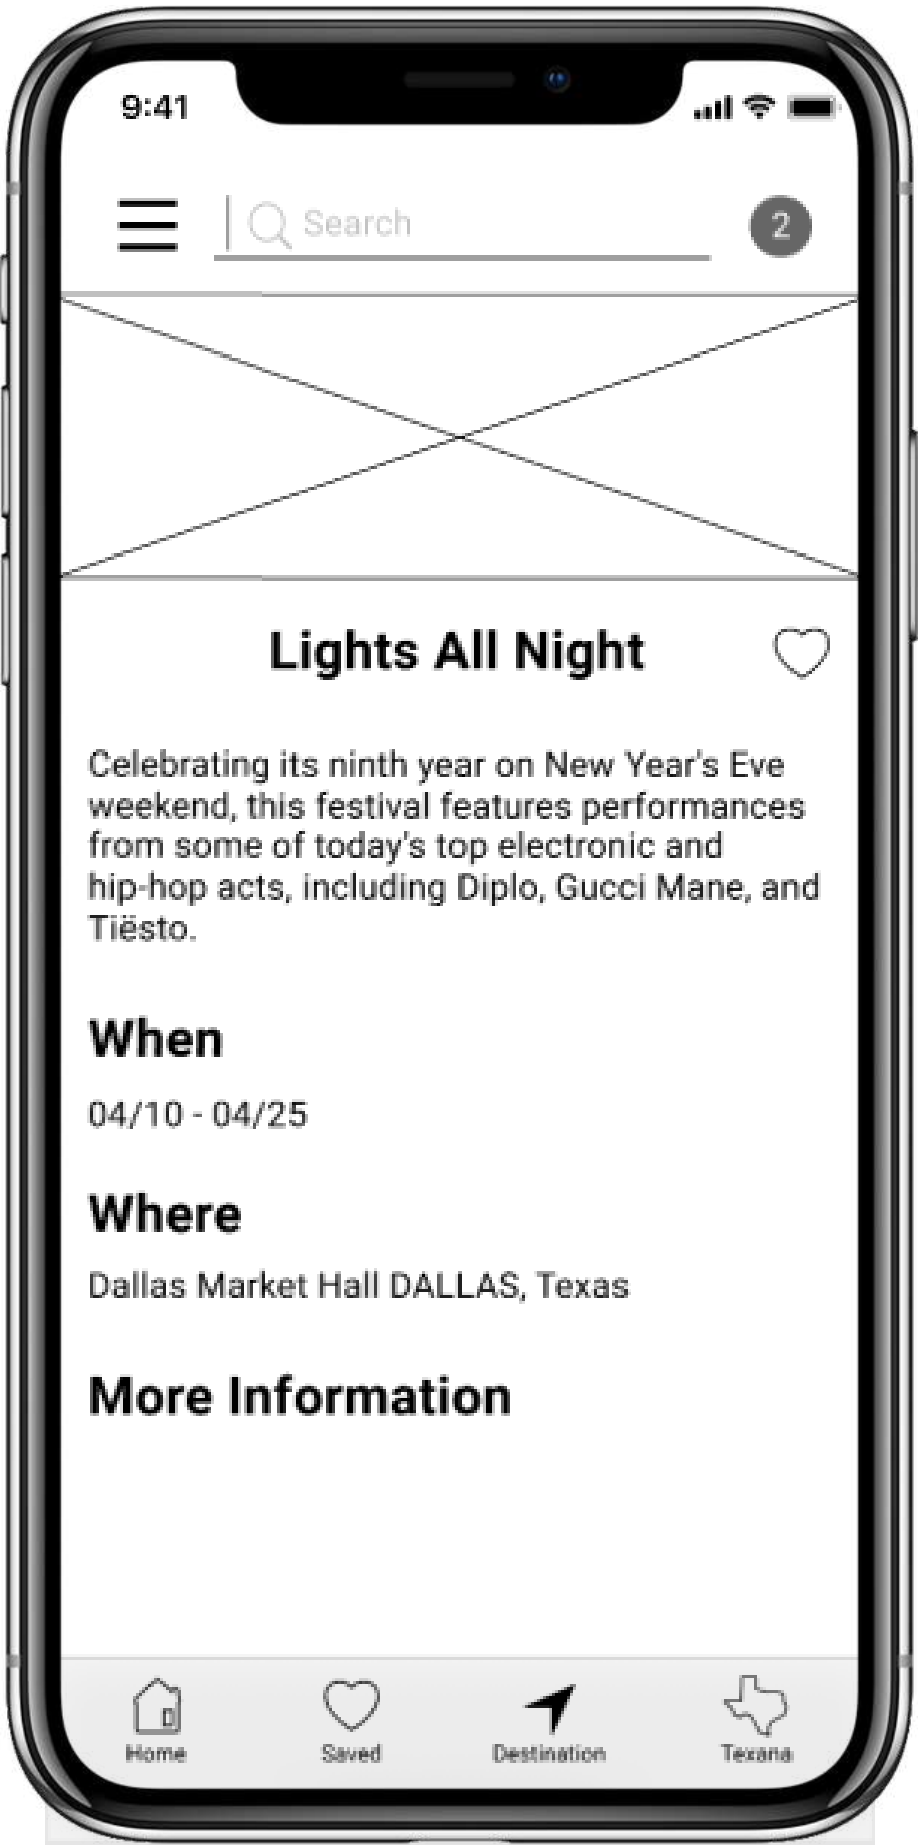 9:41
Search
2
Lights All Night
Celebrating its ninth year on New Year's Eve
weekend, this festival features performances
from some of today's top electronic and
hip-hop acts, including Diplo, Gucci Mane, and
Tiësto.
When
04/10 - 04/25
Where
Dallas Market Hall DALLAS, Texas
More Information
Home
Saved
Destination
Texana